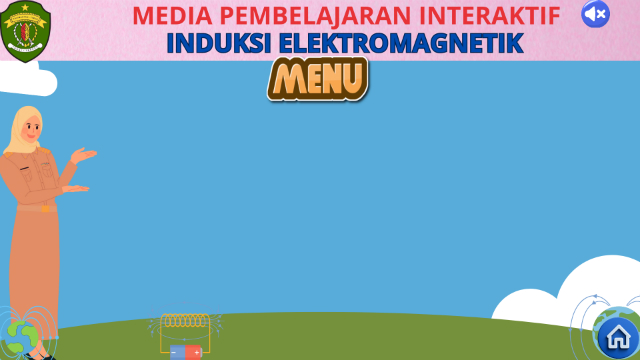 MEDIA PEMBELAJARAN INTERAKTIF
INDUKSI ELEKTROMAGNETIK
MENU
- +